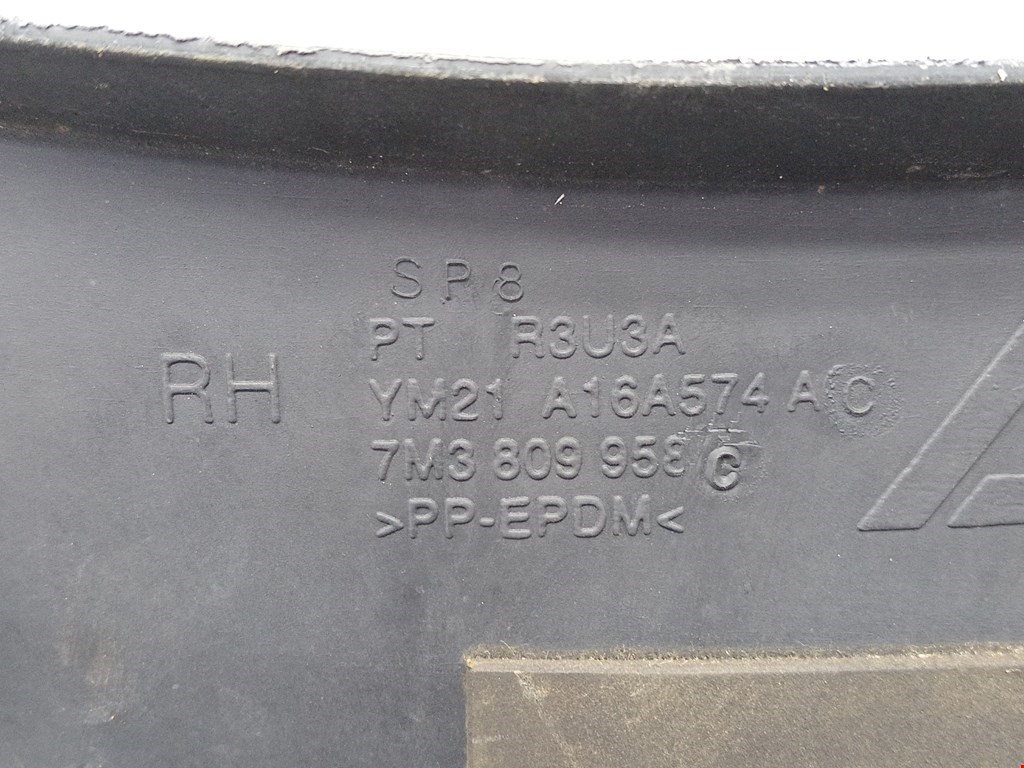 SP8
PT R3U3A
RH
YM21 A16A574 AC
7M3 809 958 C
>PP-EPDM<